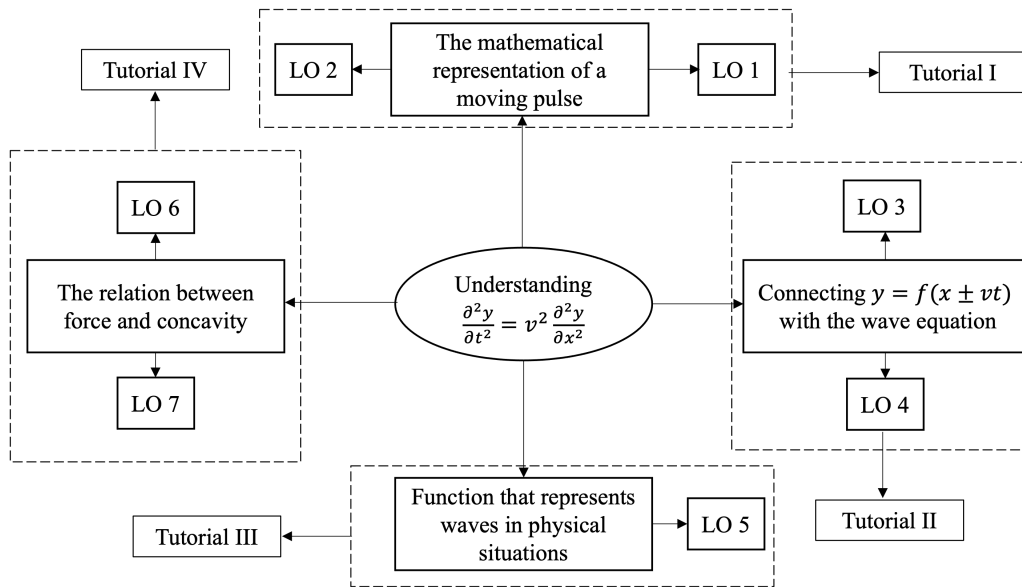 The mathematical
representation of a
moving pulse
LO 2
LO 1
Tutorial I
Tutorial IV
LO 6
The relation between
force and concavity
LO 7
Understanding
∂²y/∂t² = v² ∂²y/∂x²
LO 3
Connecting y = f(x ± vt)
with the wave equation
LO 4
Tutorial II
Function that represents
waves in physical
situations
LO 5
Tutorial III